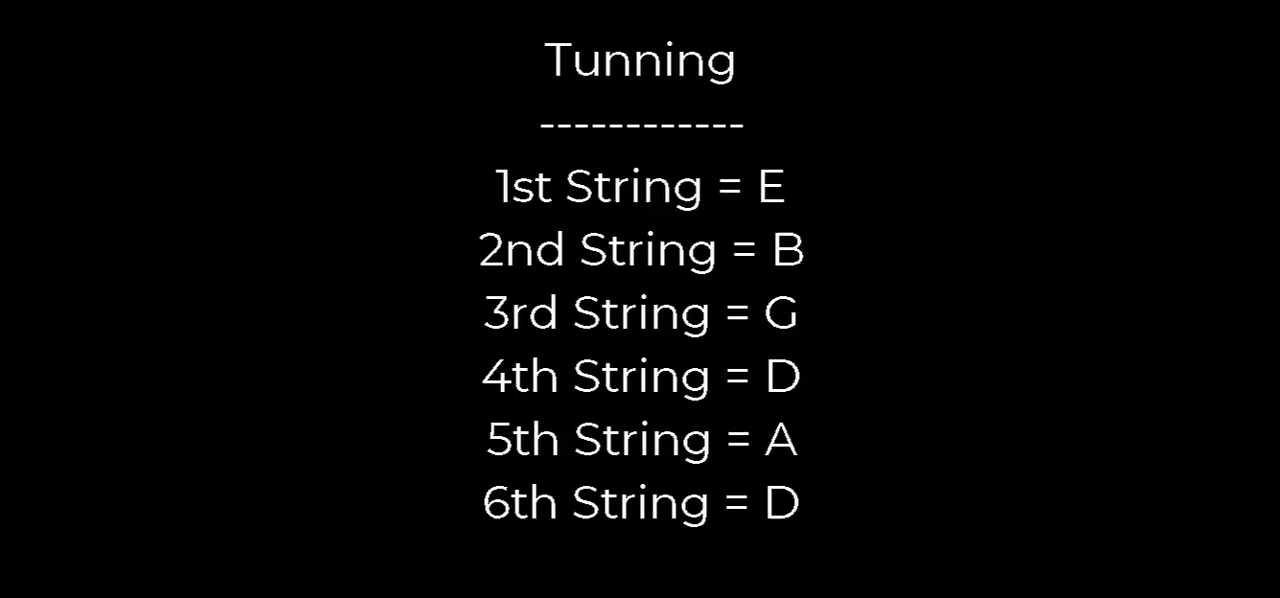 Tunning
------------
1st String = E
2nd String = B
3rd String = G
4th String = D
5th String = A
6th String = D